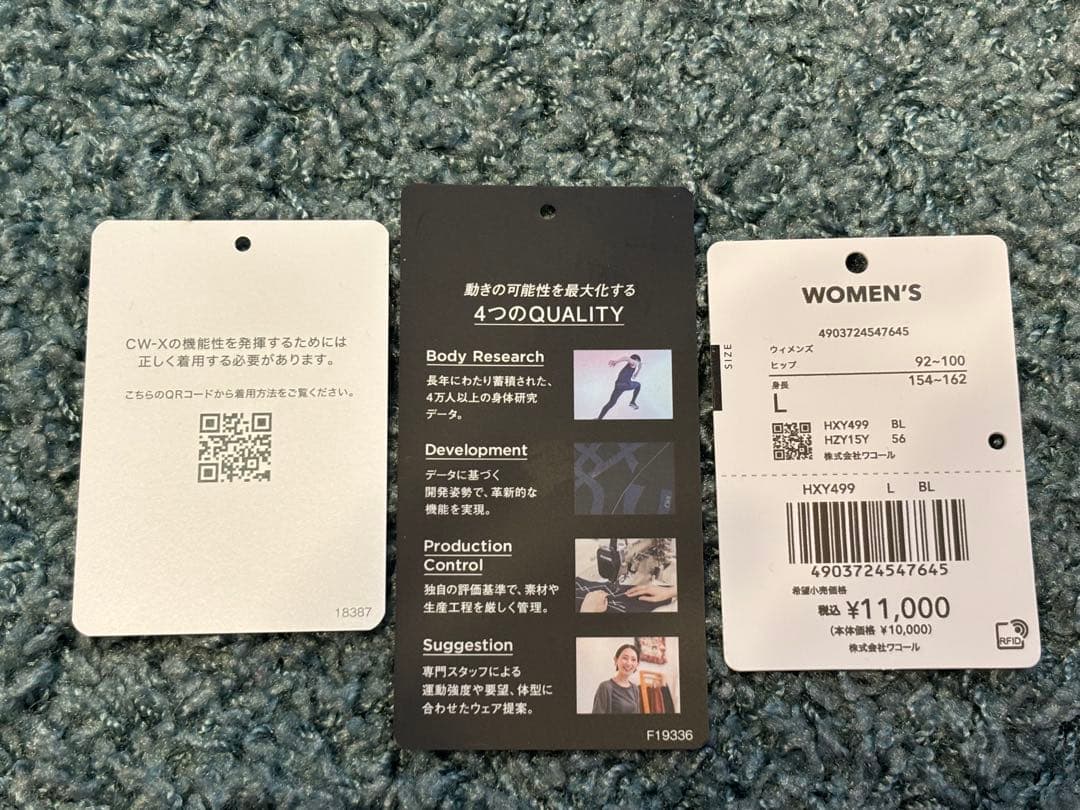 CW-Xの機能性を発揮するためには
正しく着用する必要があります。
こちらのQRコードから着用方法をご覧ください。
18387
動きの可能性を最大化する
4つのQUALITY
Body Research
長年にわたり蓄積された、
4万人以上の身体研究
データ。
Development
データに基づく
開発姿勢で、革新的な
機能を実現。
Production
Control
独自の評価基準で、素材や
生産工程を厳しく管理。
Suggestion
専門スタッフによる
運動強度や要望、体型に
合わせたウェア提案。
F19336
WOMEN'S
4903724547645
SIZE
ウィメンズ
ヒップ 92~100
身長 154~162
L
HXY499 BL
HZY15Y 56
株式会社ワコール
HXY499 L BL
4903724547645
希望小売価格
税込 ¥11,000
(本体価格 ¥10,000)
株式会社ワコール
RFID